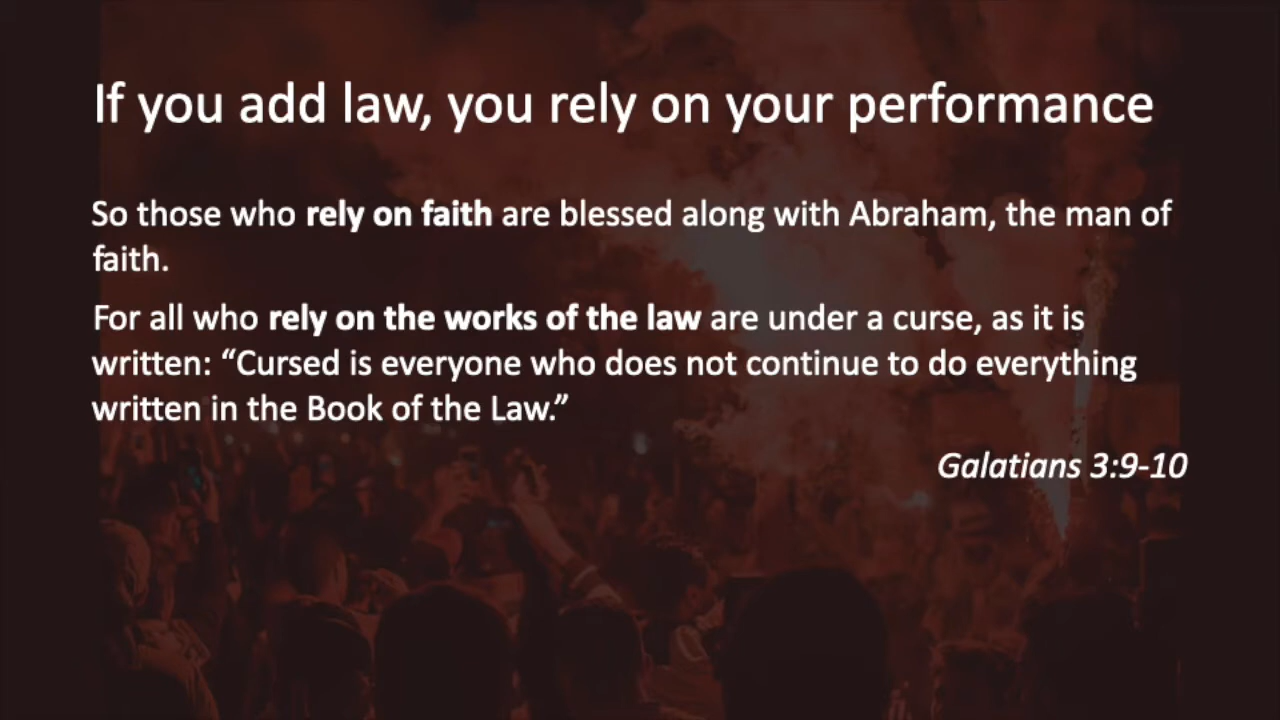 If you add law, you rely on your performance
So those who rely on faith are blessed along with Abraham, the man of
faith.
For all who rely on the works of the law are under a curse, as it is
written: “Cursed is everyone who does not continue to do everything
written in the Book of the Law.”
Galatians 3:9-10